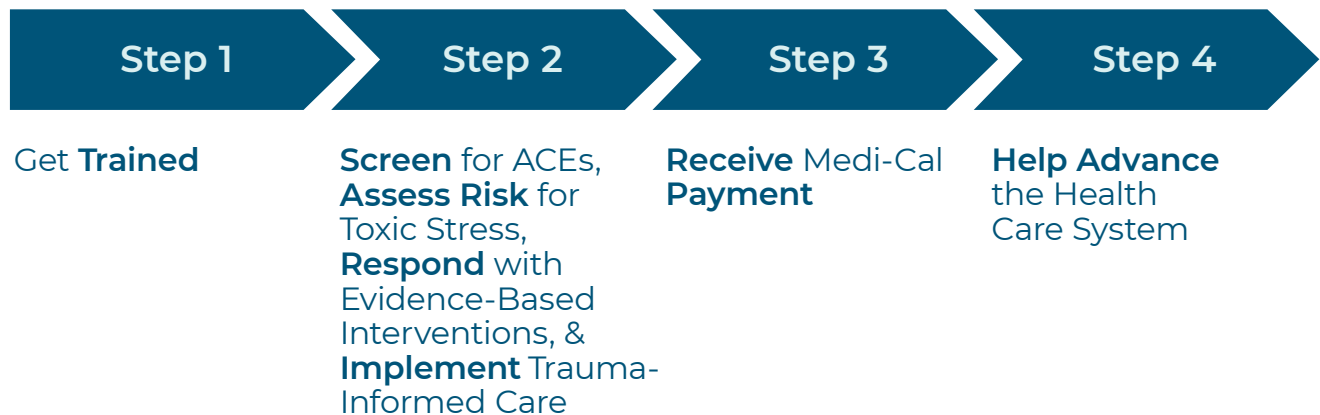 Step 1
Step 2
Step 3
Step 4
Get Trained
Screen for ACEs,
Assess Risk for
Toxic Stress,
Respond with
Evidence-Based
Interventions, &
Implement Trauma-
Informed Care
Receive Medi-Cal
Payment
Help Advance
the Health
Care System